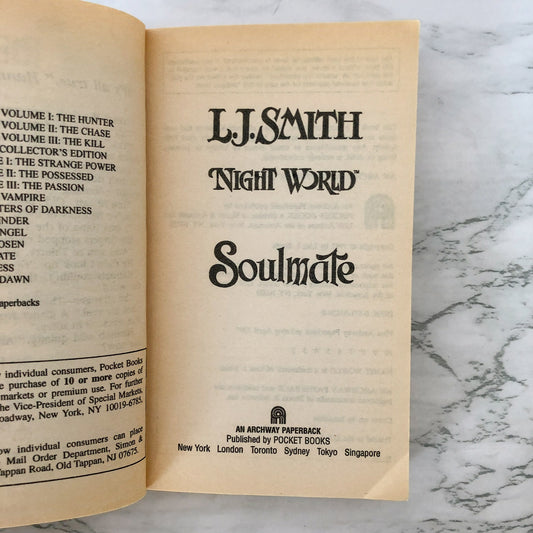 VOLUME I: THE HUNTER
VOLUME II: THE CHASE
VOLUME III: THE KILL
COLLECTOR'S EDITION
E I: THE STRANGE POWER
E II: THE POSSESSED
E III: THE PASSION
VAMPIRE
TERS OF DARKNESS
NDER
NGEL
OSEN
ATE
ESS
DAWN
aperbacks
individual consumers, Pocket Books
e purchase of 10 or more copies of
markets or premium use. For further
the Vice-President of Special Markets,
oadway, New York, NY 10019-6785.
ow individual consumers can place
Mail Order Department, Simon &
appan Road, Old Tappan, NJ 07675.
L.J.SMITH
NIGHT WORLD™
Soulmate
AN ARCHWAY PAPERBACK
Published by POCKET BOOKS
New York London Toronto Sydney Tokyo Singapore